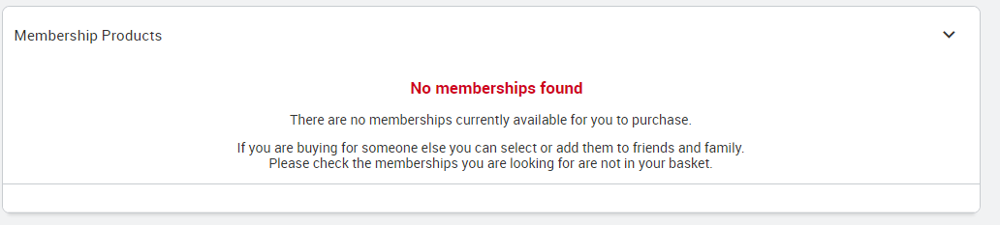 Membership Products
No memberships found
There are no memberships currently available for you to purchase.
If you are buying for someone else you can select or add them to friends and family.
Please check the memberships you are looking for are not in your basket.